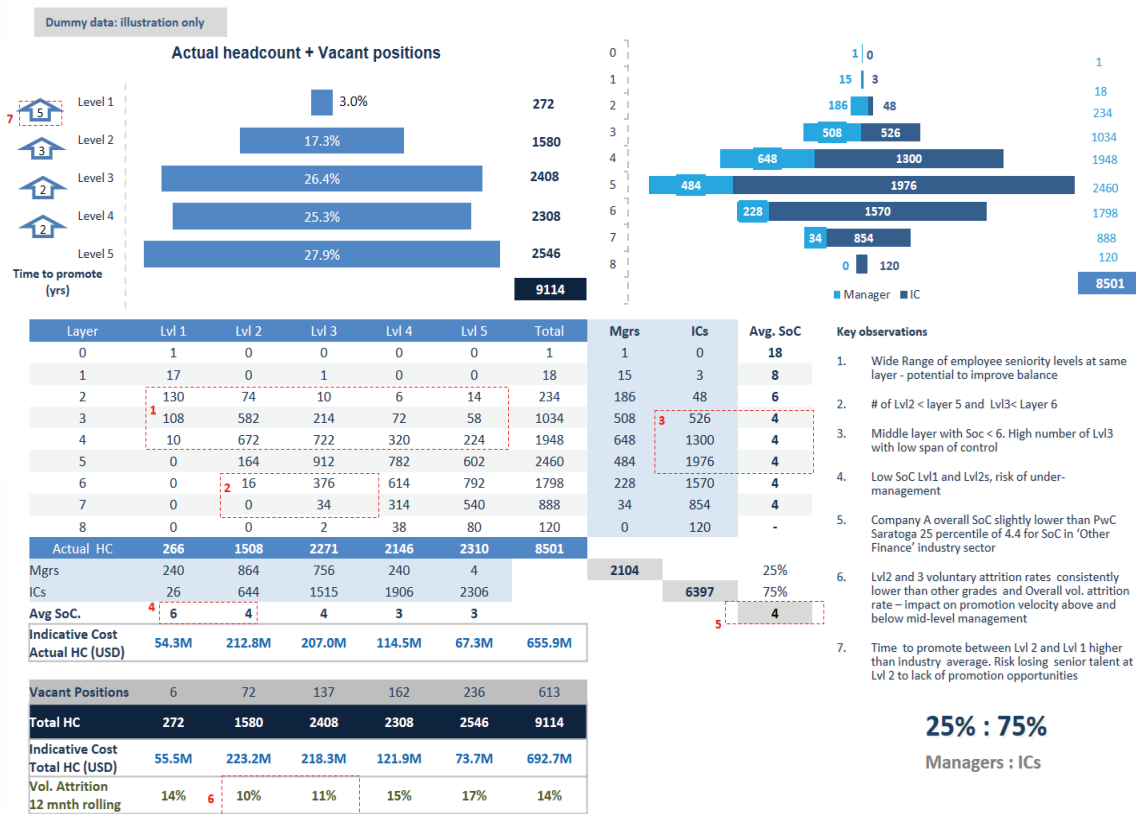 Dummy data: illustration only
Actual headcount + Vacant positions
7
5
Level 1
3.0%
272
3
Level 2
17.3%
1580
2
Level 3
26.4%
2408
2
Level 4
25.3%
2308
Level 5
27.9%
2546
Time to promote
(yrs)
9114
0
1
0
1
1
15
3
18
2
186
48
234
3
508
526
1034
4
648
1300
1948
5
484
1976
2460
6
228
1570
1798
7
34
854
888
8
0
120
120
Manager
IC
8501
Layer Lvl 1 Lvl 2 Lvl 3 Lvl 4 Lvl 5 Total Mgrs ICs Avg. SoC
0 1 0 0 0 0 1 1 0 18
1 17 0 1 0 0 18 15 3 8
2 130 74 10 6 14 234 186 48 6
1
3 108 582 214 72 58 1034 508 3 526 4
4 10 672 722 320 224 1948 648 1300 4
5 0 164 912 782 602 2460 484 1976 4
6 0 2 16 376 614 792 1798 228 1570 4
7 0 0 34 314 540 888 34 854 4
8 0 0 2 38 80 120 0 120 -
Actual HC 266 1508 2271 2146 2310 8501
Mgrs 240 864 756 240 4 2104 25%
ICs 26 644 1515 1906 2306 6397 75%
Avg SoC. 4 6 4 4 3 3 5 4
Indicative Cost
Actual HC (USD) 54.3M 212.8M 207.0M 114.5M 67.3M 655.9M
Vacant Positions 6 72 137 162 236 613
Total HC 272 1580 2408 2308 2546 9114
Indicative Cost
Total HC (USD) 55.5M 223.2M 218.3M 121.9M 73.7M 692.7M
Vol. Attrition
12 mnth rolling 14% 6 10% 11% 15% 17% 14%
Key observations
1. Wide Range of employee seniority levels at same
layer - potential to improve balance
2. # of Lvl2 < layer 5 and Lvl3< Layer 6
3. Middle layer with Soc < 6. High number of Lvl3
with low span of control
4. Low SoC Lvl1 and Lvl2s, risk of under-
management
5. Company A overall SoC slightly lower than PwC
Saratoga 25 percentile of 4.4 for SoC in 'Other
Finance' industry sector
6. Lvl2 and 3 voluntary attrition rates consistently
lower than other grades and Overall vol. attrition
rate – impact on promotion velocity above and
below mid-level management
7. Time to promote between Lvl 2 and Lvl 1 higher
than industry average. Risk losing senior talent at
Lvl 2 to lack of promotion opportunities
25% : 75%
Managers : ICs